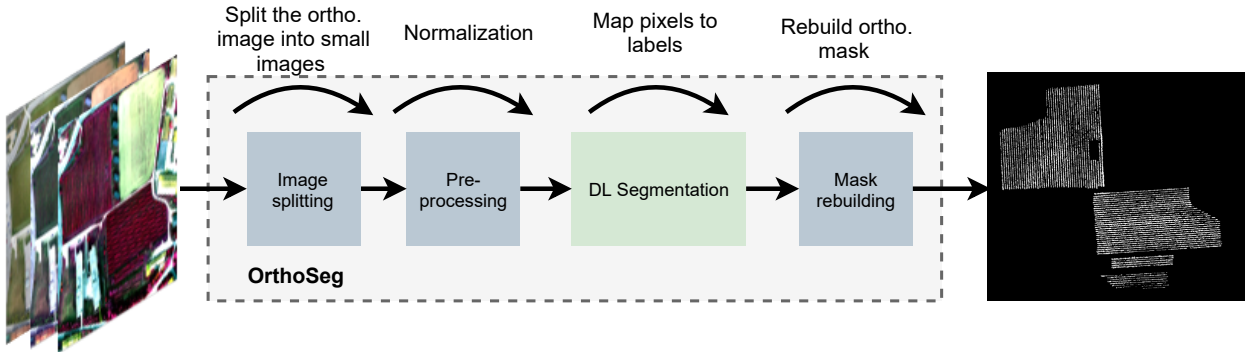 Split the ortho.
image into small
images
Normalization
Map pixels to
labels
Rebuild ortho.
mask
Image
splitting
Pre-
processing
DL Segmentation
Mask
rebuilding
OrthoSeg